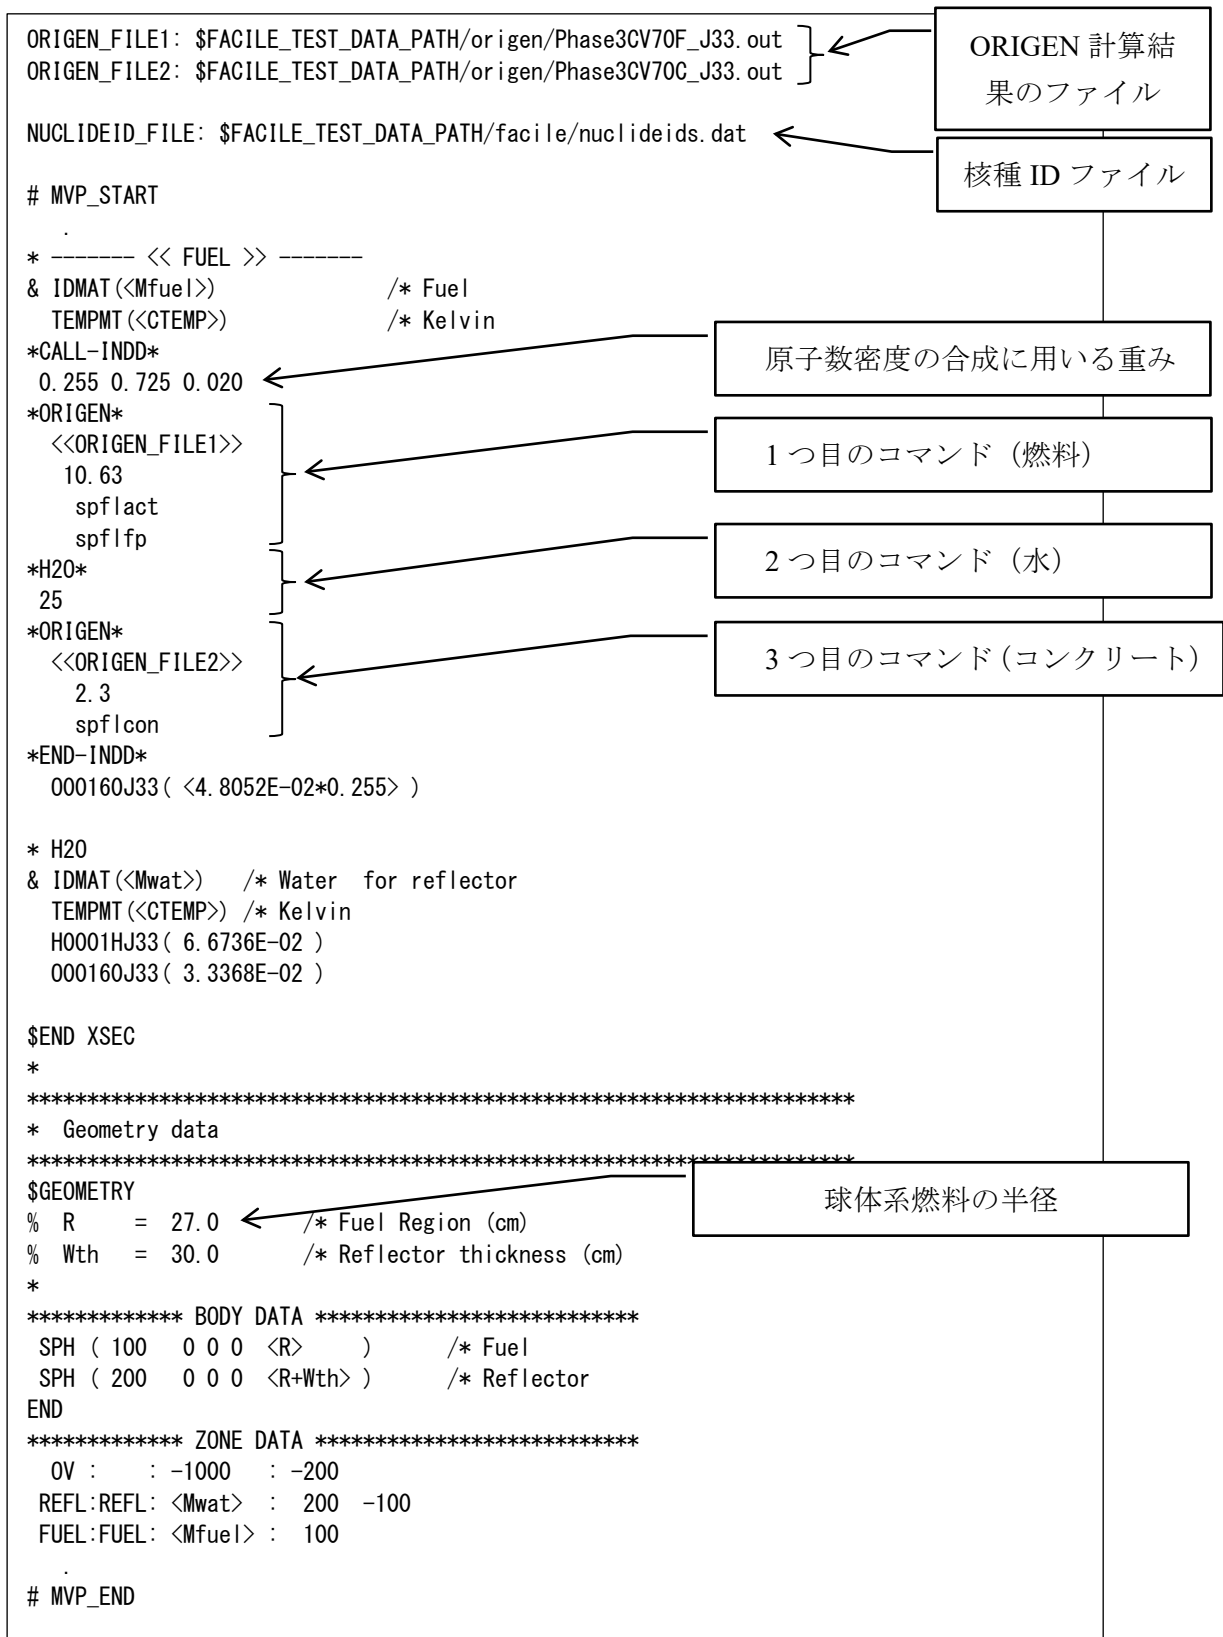 ORIGEN_FILE1: $FACILE_TEST_DATA_PATH/origen/Phase3CV70F_J33.out
ORIGEN_FILE2: $FACILE_TEST_DATA_PATH/origen/Phase3CV70C_J33.out
ORIGEN 計算結
果のファイル
NUCLIDEID_FILE: $FACILE_TEST_DATA_PATH/facile/nuclideids.dat
核種 ID ファイル
# MVP_START
.
* ------- << FUEL >> -------
& IDMAT(<Mfuel>) /* Fuel
TEMPMT(<CTEMP>) /* Kelvin
*CALL-INDD*
0.255 0.725 0.020
原子数密度の合成に用いる重み
*ORIGEN*
<<ORIGEN_FILE1>>
10.63
spflact
spflfp
1 つ目のコマンド（燃料）
*H2O*
25
2 つ目のコマンド（水）
*ORIGEN*
<<ORIGEN_FILE2>>
2.3
spflcon
3 つ目のコマンド（コンクリート）
*END-INDD*
O00160J33( <4.8052E-02*0.255> )
* H2O
& IDMAT(<Mwat>) /* Water for reflector
TEMPMT(<CTEMP>) /* Kelvin
H0001HJ33( 6.6736E-02 )
O00160J33( 3.3368E-02 )
$END XSEC
*
*********************************************************************
* Geometry data
*********************************************************************
$GEOMETRY
% R = 27.0 /* Fuel Region (cm)
球体系燃料の半径
% Wth = 30.0 /* Reflector thickness (cm)
*
************* BODY DATA ***************************
SPH ( 100 0 0 0 <R> ) /* Fuel
SPH ( 200 0 0 0 <R+Wth> ) /* Reflector
END
************* ZONE DATA ***************************
OV : : -1000 : -200
REFL:REFL: <Mwat> : 200 -100
FUEL:FUEL: <Mfuel> : 100
.
# MVP_END